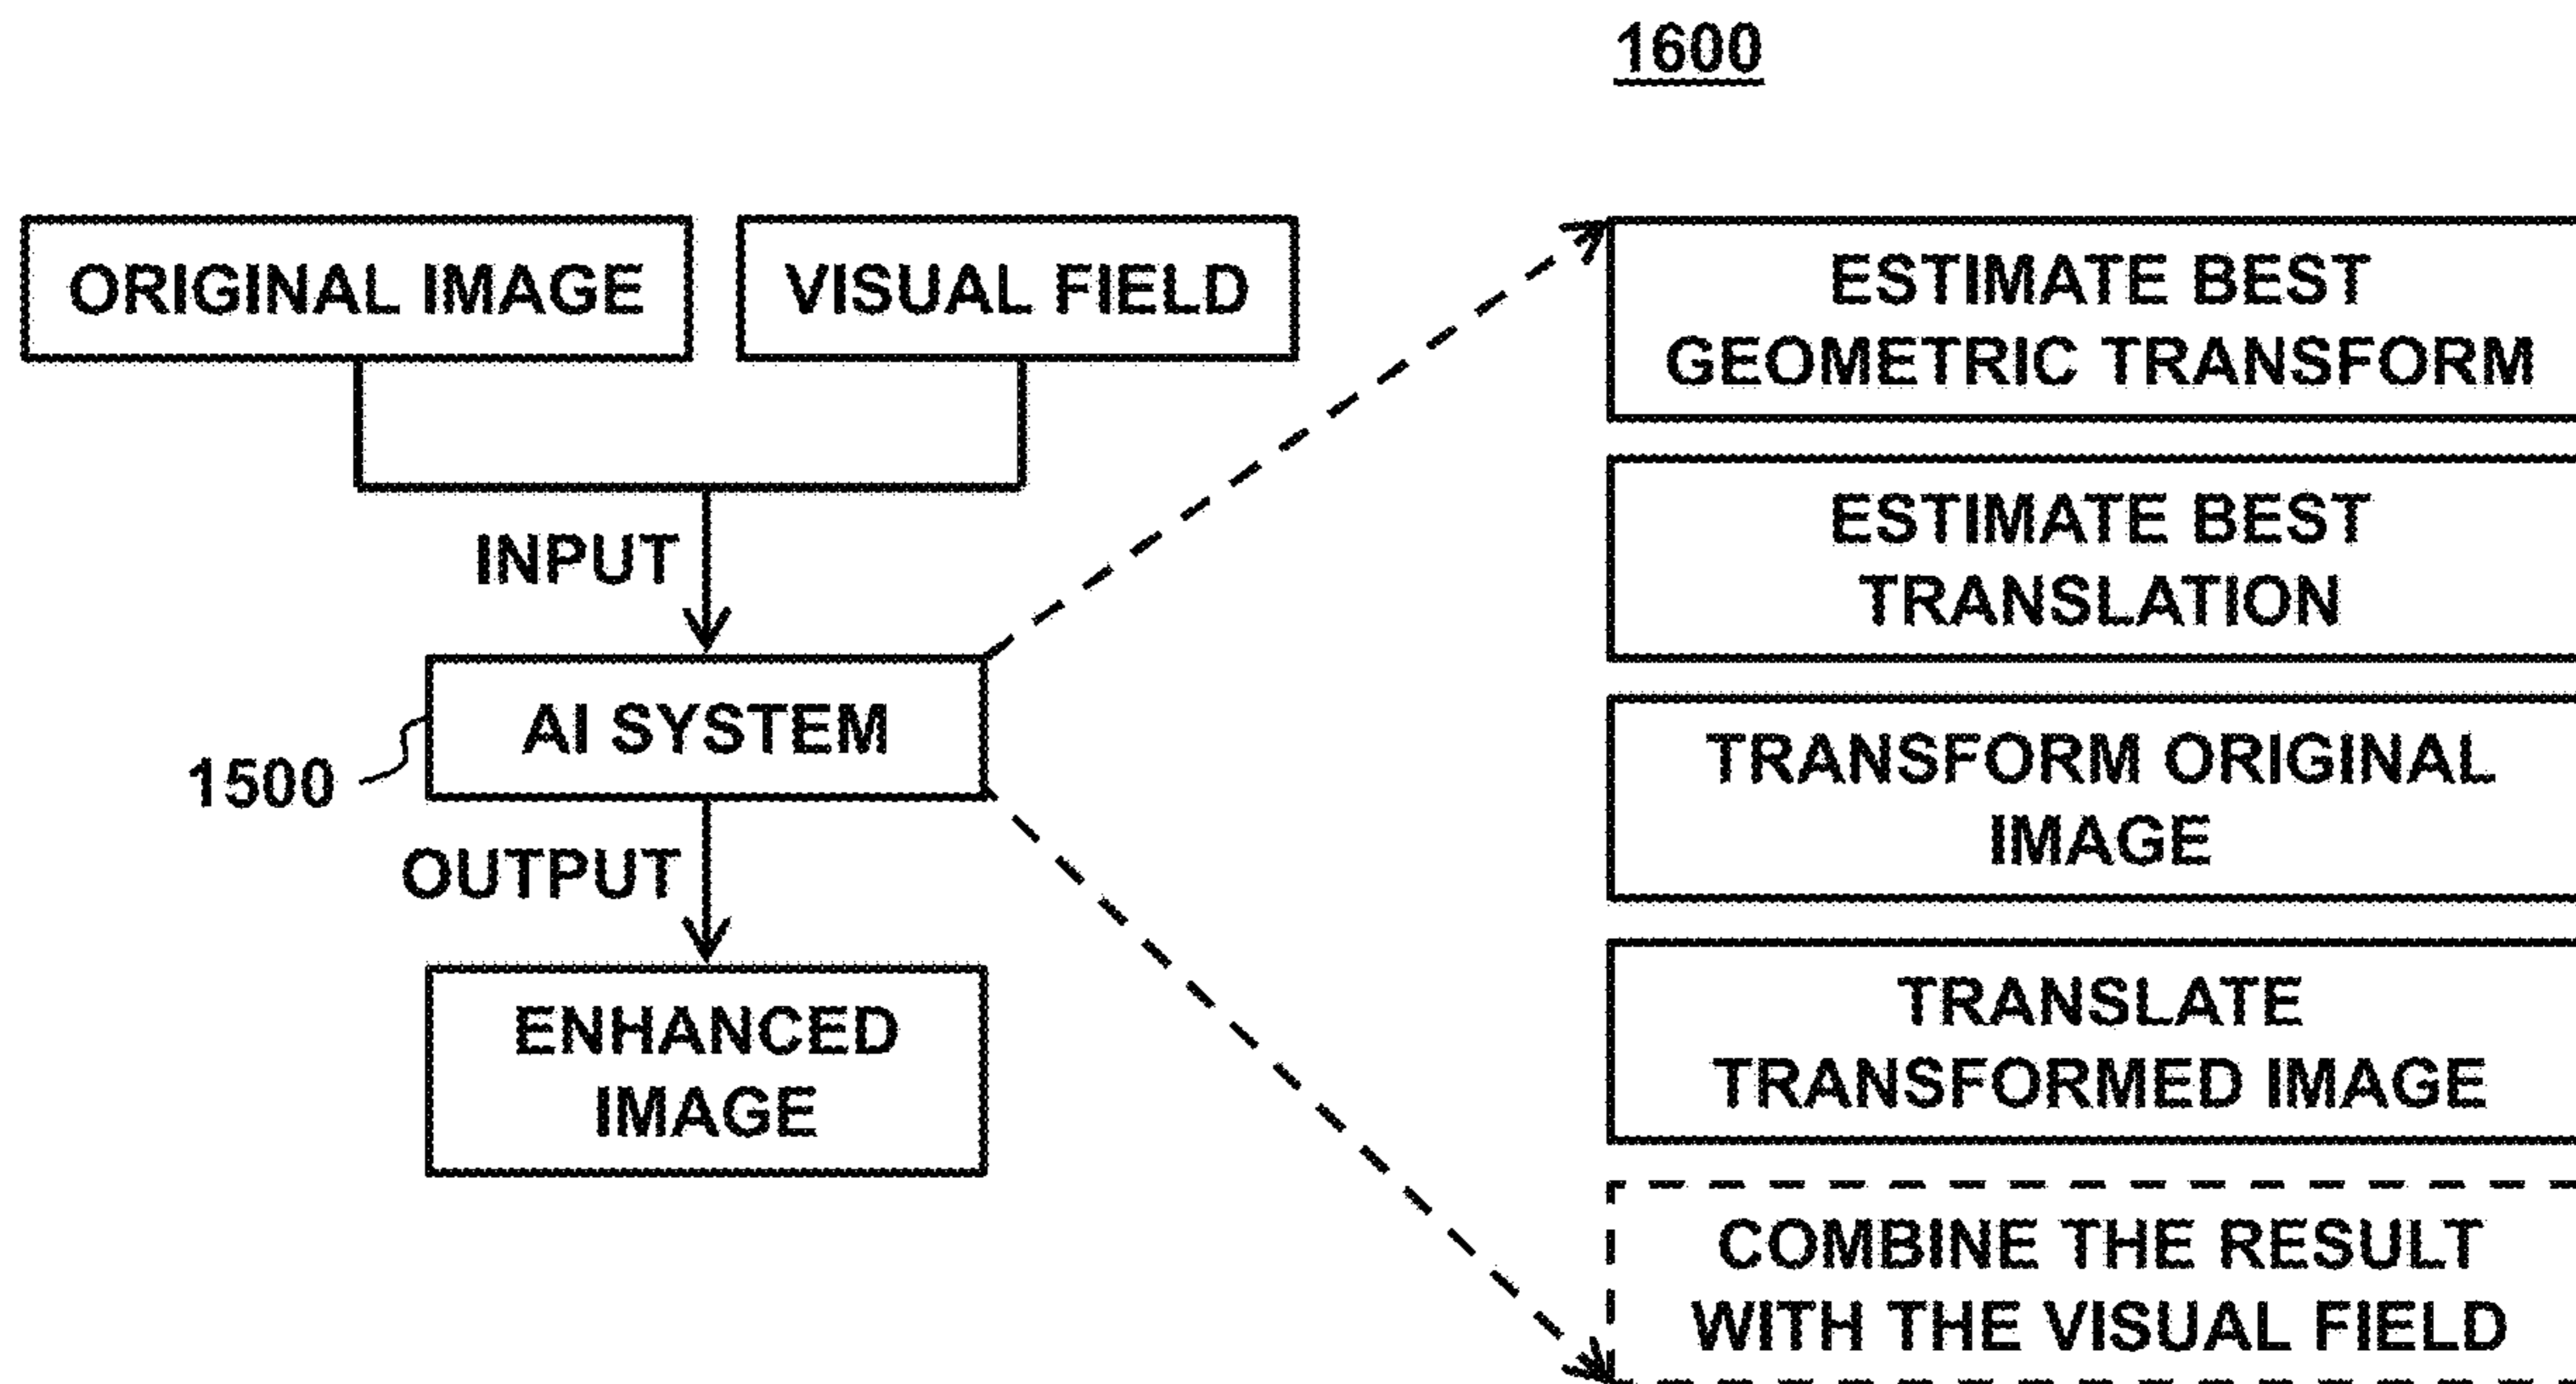 1600
ORIGINAL IMAGE
VISUAL FIELD
INPUT
AI SYSTEM
1500
OUTPUT
ENHANCED
IMAGE
ESTIMATE BEST
GEOMETRIC TRANSFORM
ESTIMATE BEST
TRANSLATION
TRANSFORM ORIGINAL
IMAGE
TRANSLATE
TRANSFORMED IMAGE
COMBINE THE RESULT
WITH THE VISUAL FIELD